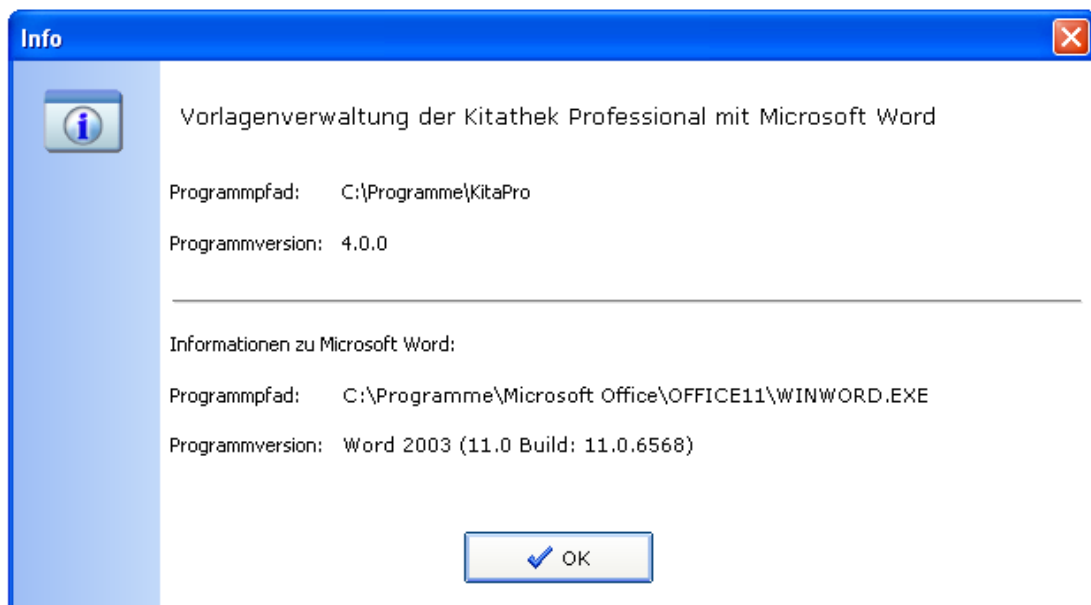 Info
Vorlagenverwaltung der Kitathek Professional mit Microsoft Word
Programmpfad: C:\Programme\KitaPro
Programmversion: 4.0.0
Informationen zu Microsoft Word:
Programmpfad: C:\Programme\Microsoft Office\OFFICE11\WINWORD.EXE
Programmversion: Word 2003 (11.0 Build: 11.0.6568)
OK